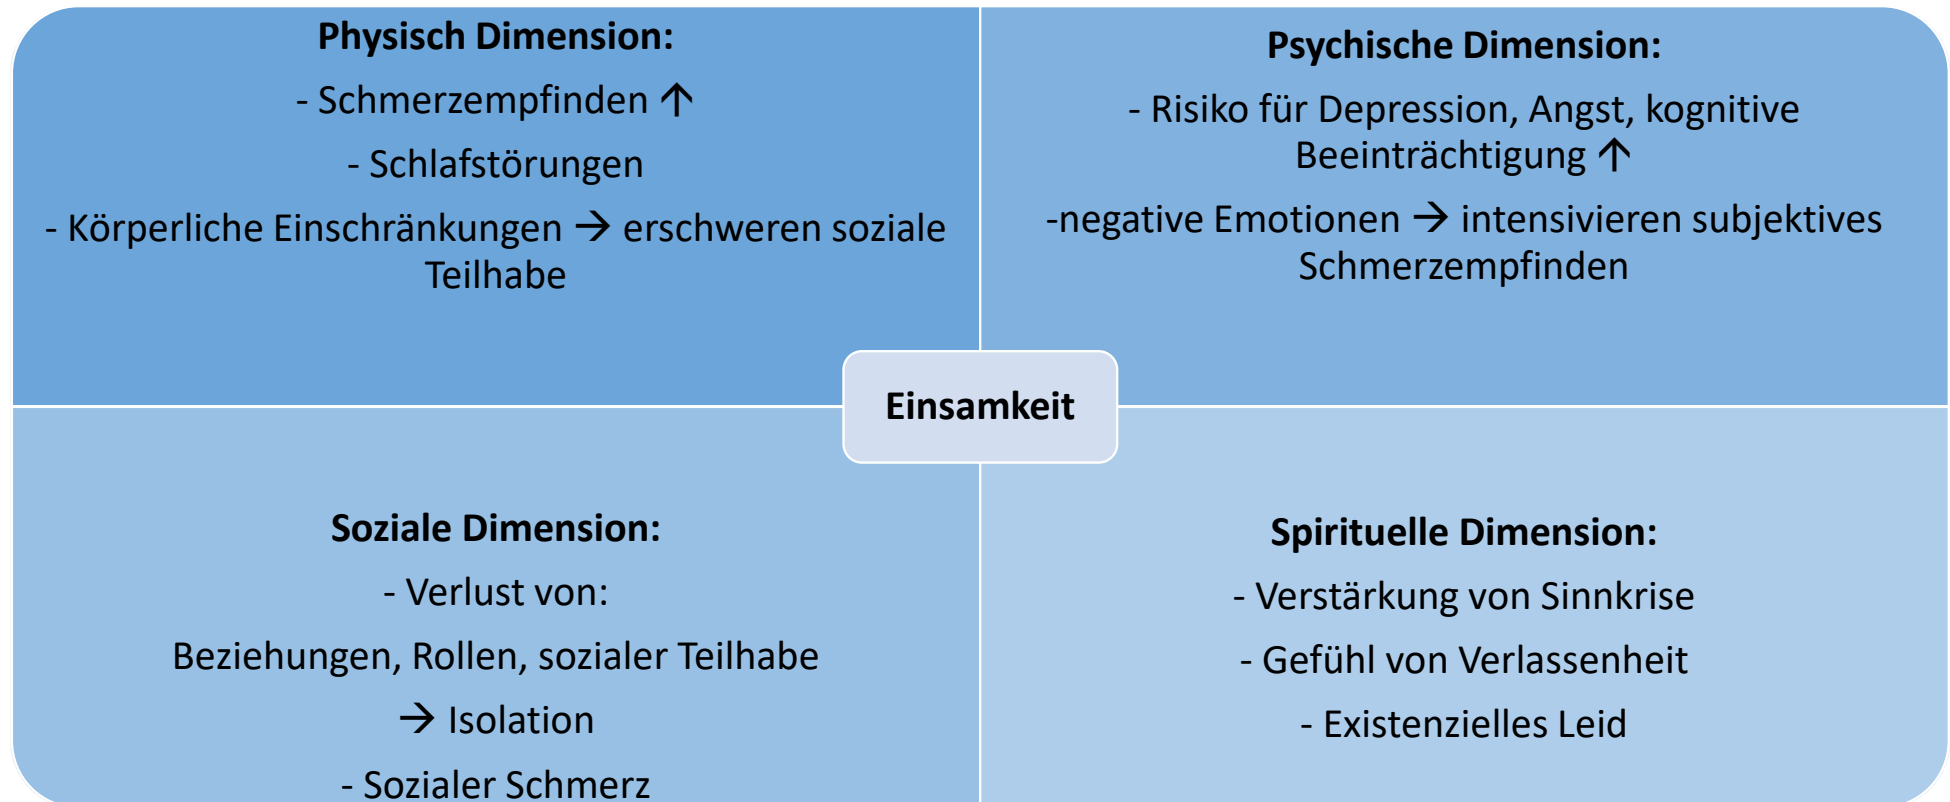 Physisch Dimension:
- Schmerzempfinden ↑
- Schlafstörungen
- Körperliche Einschränkungen → erschweren soziale
Teilhabe
Psychische Dimension:
- Risiko für Depression, Angst, kognitive
Beeinträchtigung ↑
-negative Emotionen → intensivieren subjektives
Schmerzempfinden
Einsamkeit
Soziale Dimension:
- Verlust von:
Beziehungen, Rollen, sozialer Teilhabe
→ Isolation
- Sozialer Schmerz
Spirituelle Dimension:
- Verstärkung von Sinnkrise
- Gefühl von Verlassenheit
- Existenzielles Leid